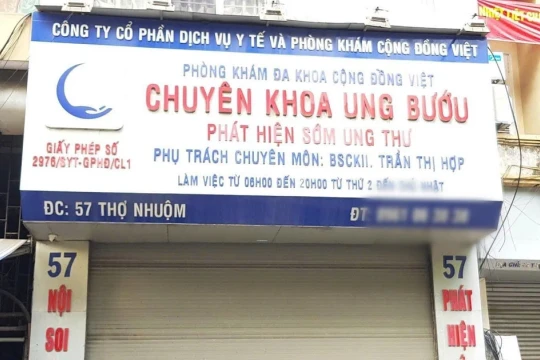 CÔNG TY CỔ PHẦN DỊCH VỤ Y TẾ VÀ PHÒNG KHÁM CỘNG ĐỒNG VIỆT
PHÒNG KHÁM ĐA KHOA CỘNG ĐỒNG VIỆT
CHUYÊN KHOA UNG BƯỚU
PHÁT HIỆN SỚM UNG THƯ
GIẤY PHÉP SỐ
2976/SYT-GPHĐ/CL1
PHỤ TRÁCH CHUYÊN MÔN: BSCKII. TRẦN THỊ HỢP
LÀM VIỆC TỪ 06H00 ĐẾN 20H00 TỪ THỨ 2 ĐẾN CHỦ NHẬT
ĐC: 57 THỢ NHUỘM
ĐT:
57
NỘI
SOI
57
PHÁT
HIỆN